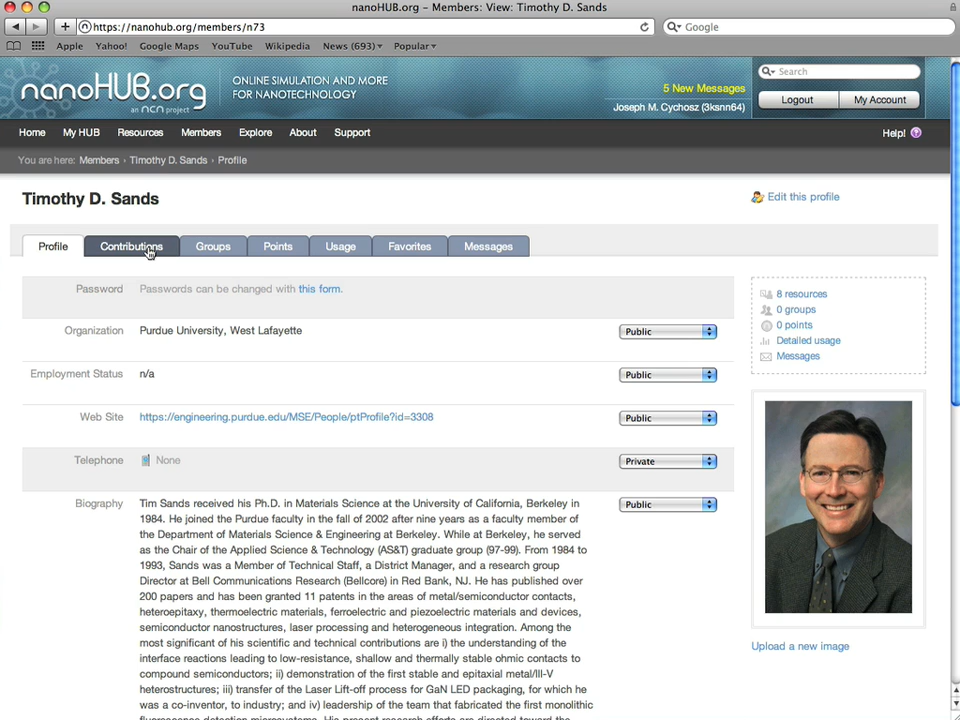 nanoHUB.org – Members: View: Timothy D. Sands
https://nanohub.org/members/n73
Google
Apple Yahoo! Google Maps YouTube Wikipedia News (693) Popular
nanoHUB.org
an ncn project
ONLINE SIMULATION AND MORE
FOR NANOTECHNOLOGY
5 New Messages
Joseph M. Cychosz (3ksnn64)
Search
Logout My Account
Home My HUB Resources Members Explore About Support Help!
You are here: Members › Timothy D. Sands › Profile
Timothy D. Sands
Edit this profile
Profile Contributions Groups Points Usage Favorites Messages
Password Passwords can be changed with this form.
Organization Purdue University, West Lafayette Public
Employment Status n/a Public
Web Site https://engineering.purdue.edu/MSE/People/ptProfile?id=3308 Public
Telephone None Private
Biography Public
Tim Sands received his Ph.D. in Materials Science at the University of California, Berkeley in
1984. He joined the Purdue faculty in the fall of 2002 after nine years as a faculty member of
the Department of Materials Science & Engineering at Berkeley. While at Berkeley, he served
as the Chair of the Applied Science & Technology (AS&T) graduate group (97-99). From 1984 to
1993, Sands was a Member of Technical Staff, a District Manager, and a research group
Director at Bell Communications Research (Bellcore) in Red Bank, NJ. He has published over
200 papers and has been granted 11 patents in the areas of metal/semiconductor contacts,
heteroepitaxy, thermoelectric materials, ferroelectric and piezoelectric materials and devices,
semiconductor nanostructures, laser processing and heterogeneous integration. Among the
most significant of his scientific and technical contributions are i) the understanding of the
interface reactions leading to low-resistance, shallow and thermally stable ohmic contacts to
compound semiconductors; ii) demonstration of the first stable and epitaxial metal/III-V
heterostructures; iii) transfer of the Laser Lift-off process for GaN LED packaging, for which he
was a co-inventor, to industry; and iv) leadership of the team that fabricated the first monolithic
fluorescence detection microsystems. His present research efforts are directed toward the
8 resources
0 groups
0 points
Detailed usage
Messages
Upload a new image